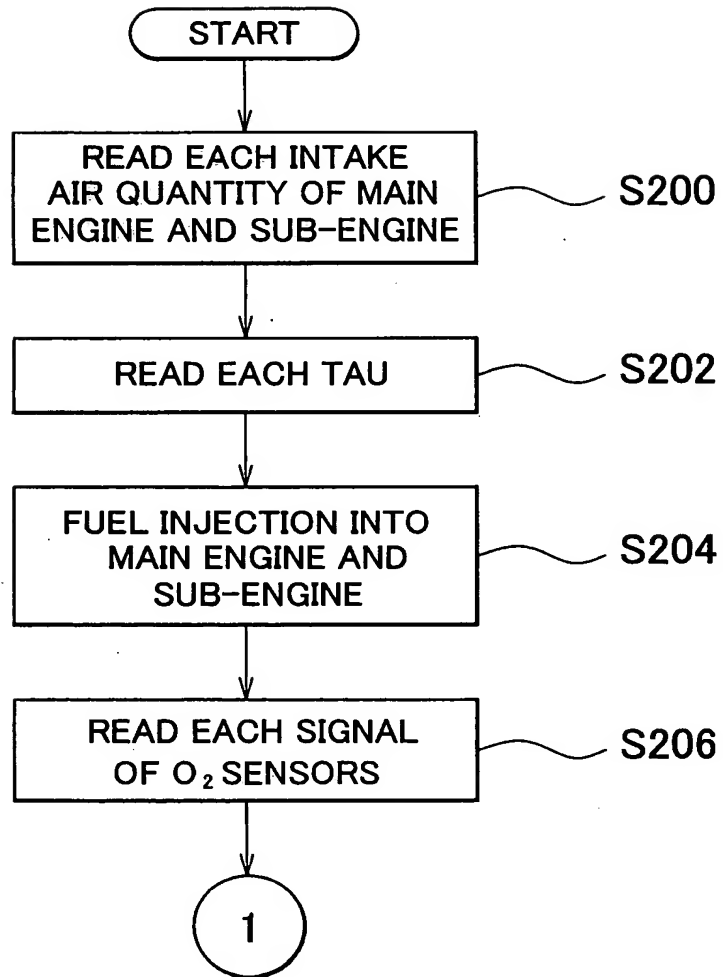 START
READ EACH INTAKE
AIR QUANTITY OF MAIN
ENGINE AND SUB-ENGINE
S200
READ EACH TAU
S202
FUEL INJECTION INTO
MAIN ENGINE AND
SUB-ENGINE
S204
READ EACH SIGNAL
OF O₂ SENSORS
S206
1